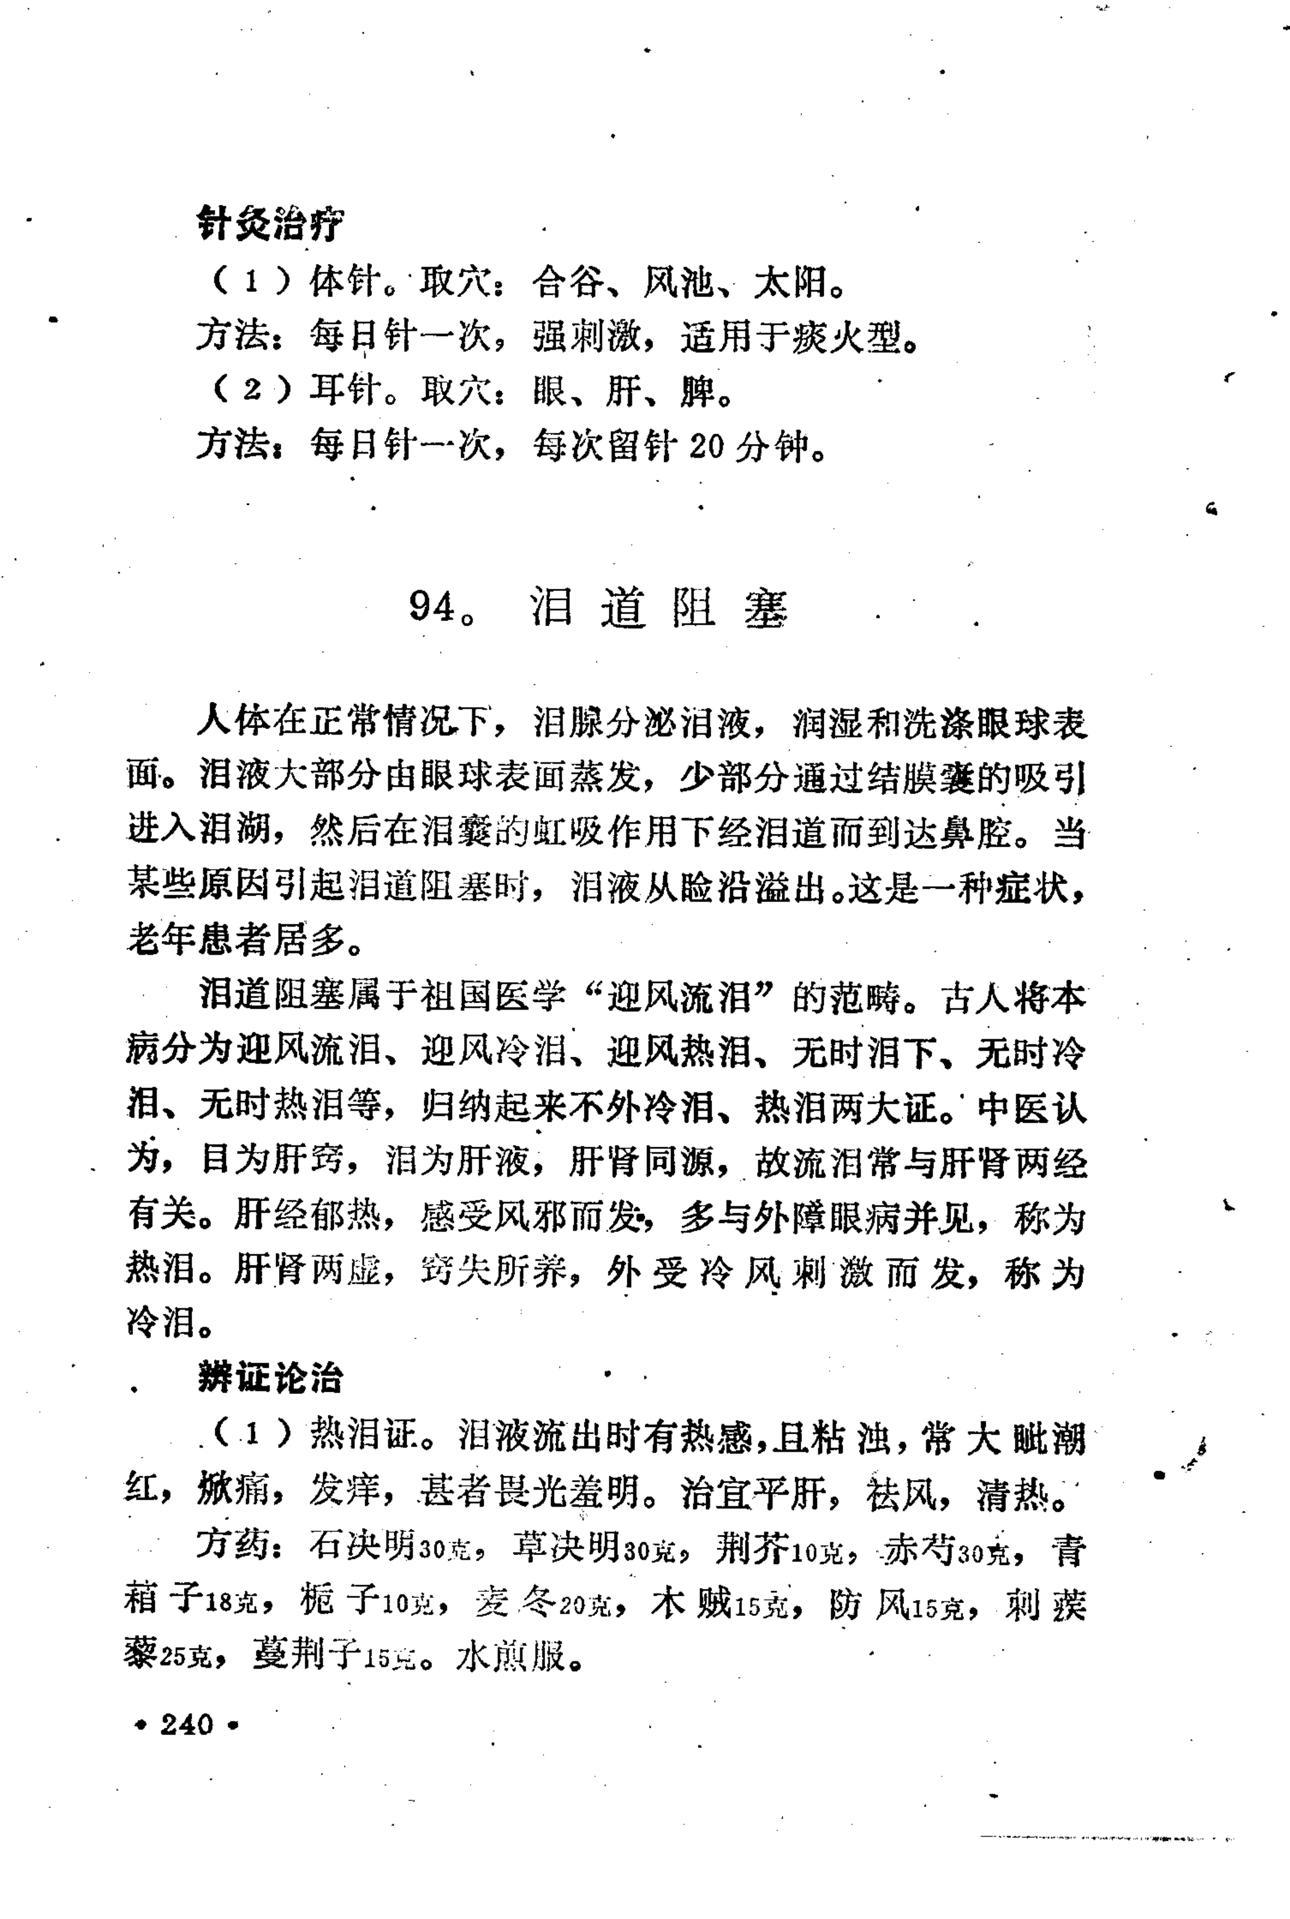 针灸治疗
（1）体针。取穴：合谷、风池、太阳。
方法：每日针一次，强刺激，适用于痰火型。
（2）耳针。取穴：眼、肝、脾。
方法：每日针一次，每次留针20分钟。
94。泪道阻塞
人体在正常情况下，泪腺分泌泪液，润湿和洗涤眼球表
面。泪液大部分由眼球表面蒸发，少部分通过结膜囊的吸引
进入泪湖，然后在泪囊的虹吸作用下经泪道而到达鼻腔。当
某些原因引起泪道阻塞时，泪液从睑沿溢出。这是一种症状，
老年患者居多。
泪道阻塞属于祖国医学“迎风流泪”的范畴。古人将本
病分为迎风流泪、迎风冷泪、迎风热泪、无时泪下、无时冷
泪、无时热泪等，归纳起来不外冷泪、热泪两大证。中医认
为，目为肝窍，泪为肝液，肝肾同源，故流泪常与肝肾两经
有关。肝经郁热，感受风邪而发，多与外障眼病并见，称为
热泪。肝肾两虚，窍失所养，外受冷风刺激而发，称为
冷泪。
辨证论治
（1）热泪证。泪液流出时有热感，且粘浊，常大眦潮
红，焮痛，发痒，甚者畏光羞明。治宜平肝，祛风，清热。
方药：石决明30克，草决明30克，荆芥10克，赤芍30克，青
葙子18克，栀子10克，麦冬20克，木贼15克，防风15克，刺蒺
藜25克，蔓荆子15克。水煎服。
•240•